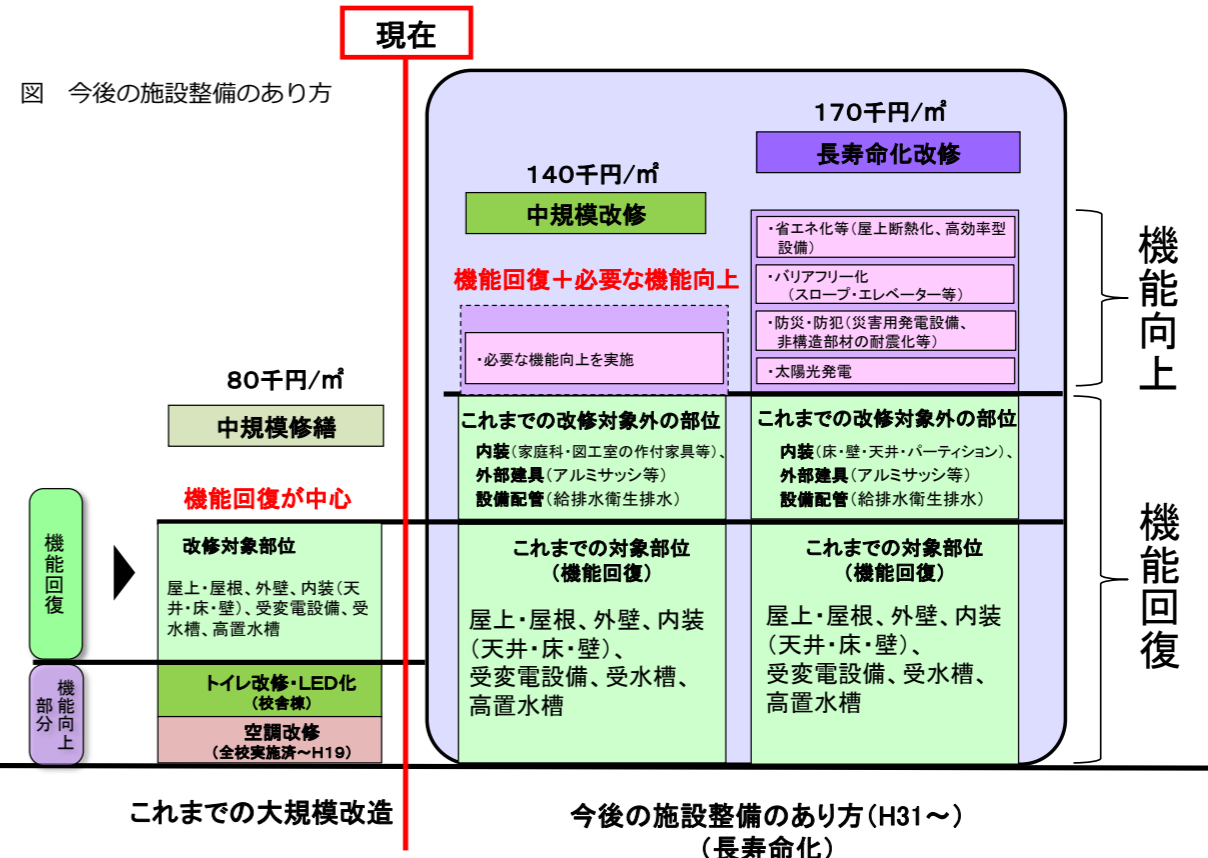 現在
図　今後の施設整備のあり方
170千円/㎡
長寿命化改修
140千円/㎡
中規模改修
・省エネ化等(屋上断熱化、高効率型
設備)
・バリアフリー化
(スロープ・エレベーター等)
・防災・防犯(災害用発電設備、
非構造部材の耐震化等)
・太陽光発電
機能向上
機能回復＋必要な機能向上
・必要な機能向上を実施
80千円/㎡
中規模修繕
機能回復が中心
これまでの改修対象外の部位
内装(家庭科・図工室の作付家具等)、
外部建具(アルミサッシ等)
設備配管(給排水衛生排水)
これまでの改修対象外の部位
内装(床・壁・天井・パーティション)、
外部建具(アルミサッシ等)
設備配管(給排水衛生排水)
機能回復
機能回復
改修対象部位
屋上・屋根、外壁、内装(天
井・床・壁)、受変電設備、受
水槽、高置水槽
これまでの対象部位
(機能回復)
屋上・屋根、外壁、内装
(天井・床・壁)、
受変電設備、受水槽、
高置水槽
これまでの対象部位
(機能回復)
屋上・屋根、外壁、内装
(天井・床・壁)、
受変電設備、受水槽、
高置水槽
機能向上
部分
トイレ改修・LED化
(校舎棟)
空調改修
(全校実施済～H19)
これまでの大規模改造
今後の施設整備のあり方(H31～)
(長寿命化)